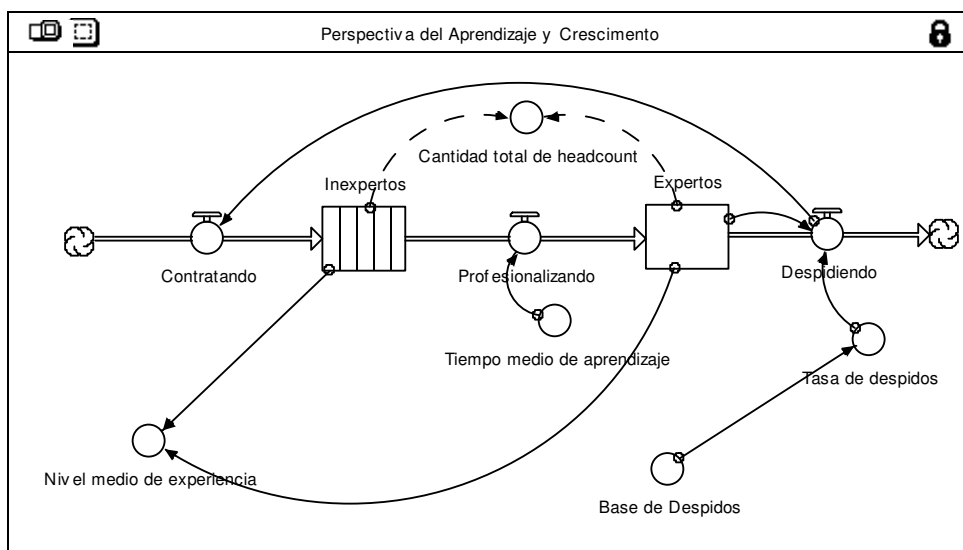 Perspectiva del Aprendizaje y Crescimento
Cantidad total de headcount
Inexpertos
Expertos
Contratando
Profesionalizando
Despidiendo
Tiempo medio de aprendizaje
Tasa de despidos
Nivel medio de experiencia
Base de Despidos